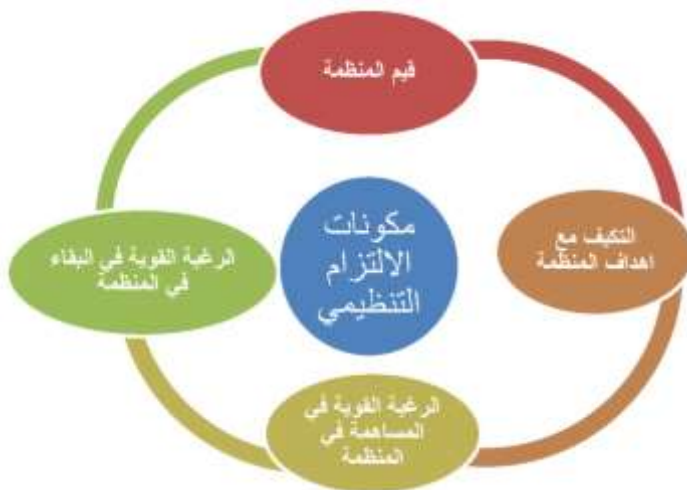 قيم المنظمة
التكيف مع
اهداف المنظمة
مكونات
الالتزام
التنظيمي
الرغبة القوية في البقاء
في المنظمة
الرغبة القوية في
المساهمة في
المنظمة